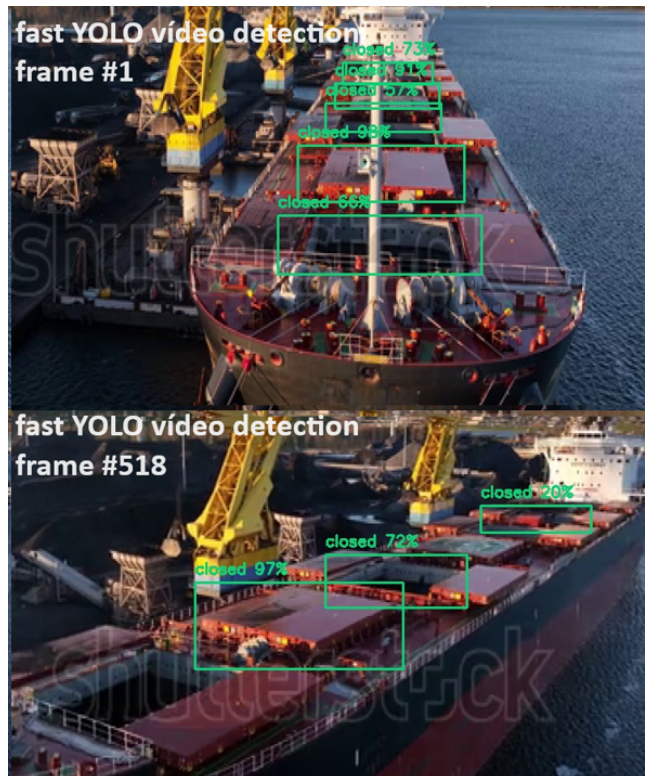 fast YOLO vídeo detection
frame #1
closed 73%
closed 91%
closed 57%
closed 98%
closed 66%
shutterstock
fast YOLO vídeo detection
frame #518
closed 20%
closed 72%
closed 97%
shutterstock